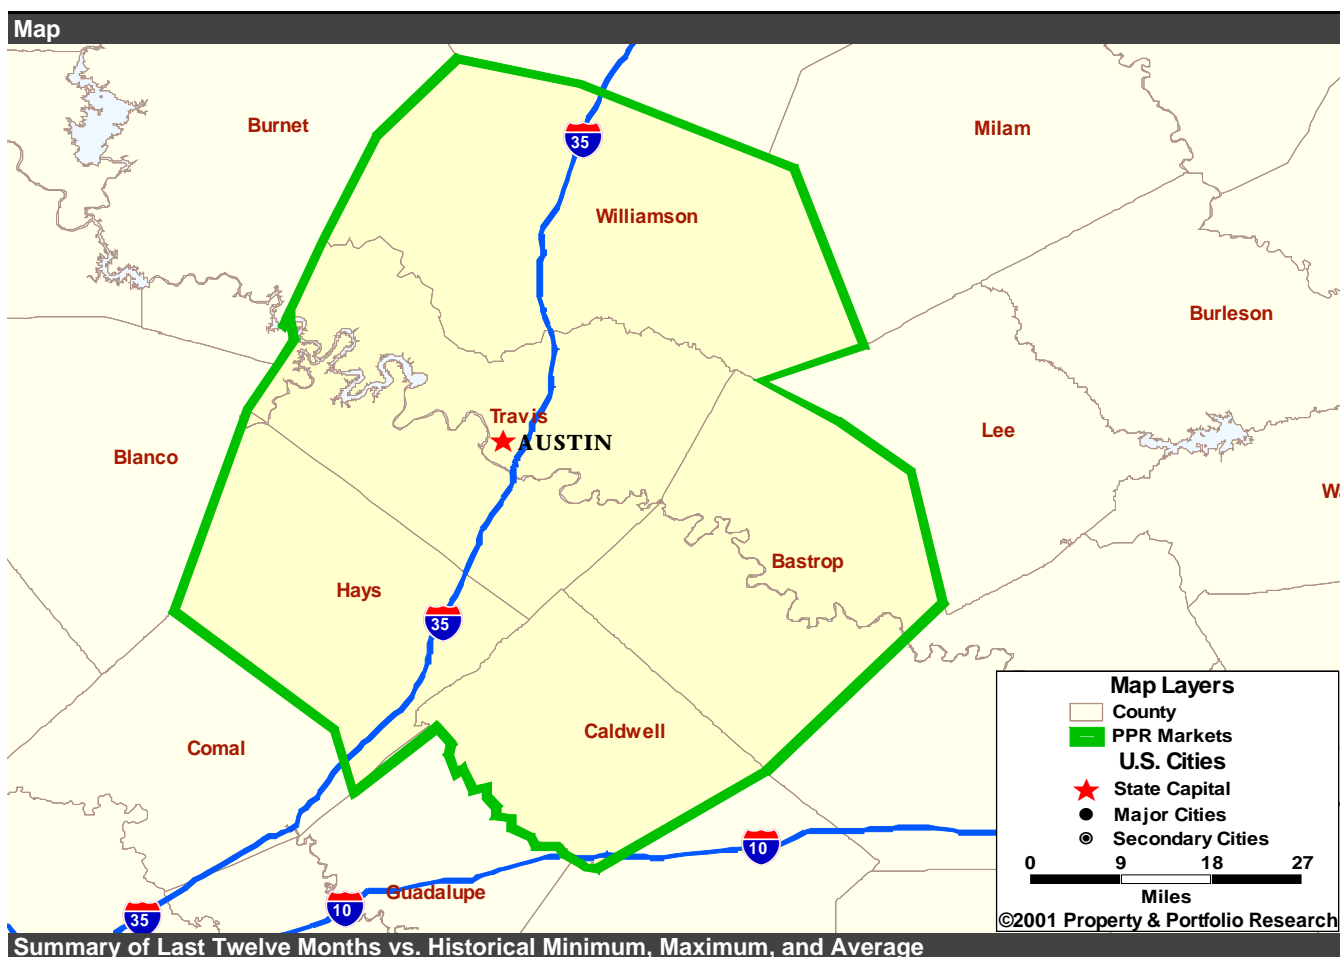 Map
Burnet
35
Milam
Williamson
Burleson
Travis
AUSTIN
Lee
Blanco
Bastrop
Hays
35
Caldwell
Comal
10
Guadalupe
10
35
Map Layers
County
PPR Markets
U.S. Cities
State Capital
Major Cities
Secondary Cities
0 9 18 27
Miles
©2001 Property & Portfolio Research
Summary of Last Twelve Months vs. Historical Minimum, Maximum, and Average